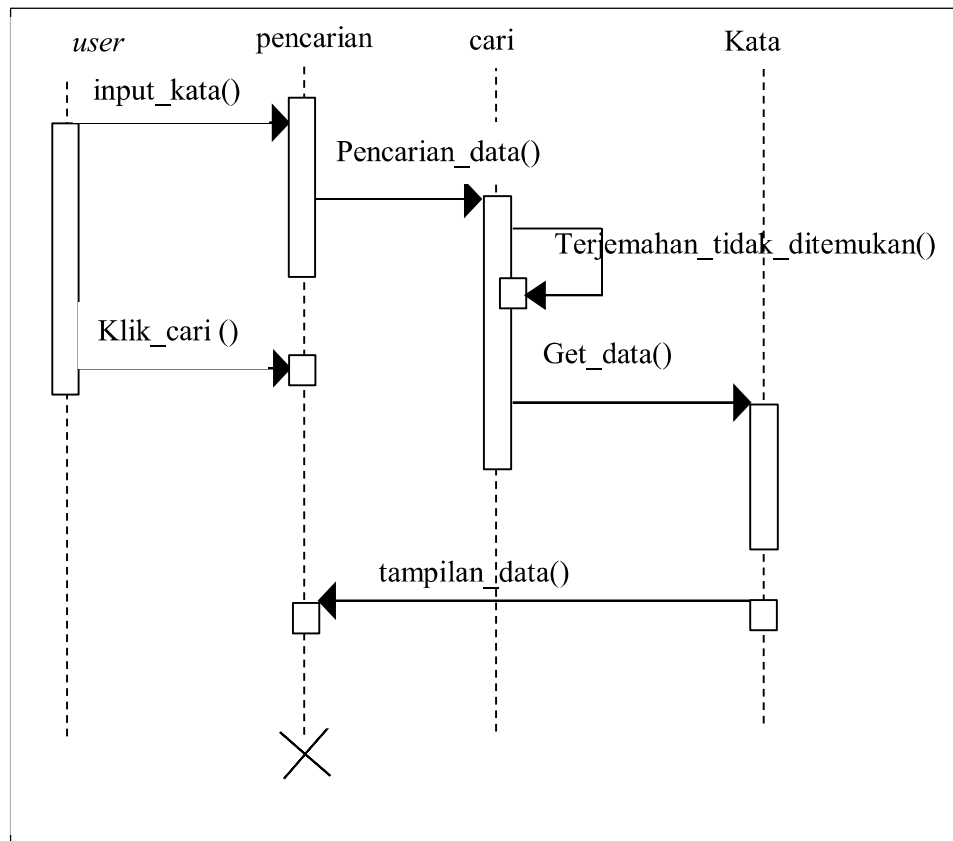 user
pencarian
cari
Kata
input_kata()
Pencarian_data()
Terjemahan_tidak_ditemukan()
Klik_cari ()
Get_data()
tampilan_data()